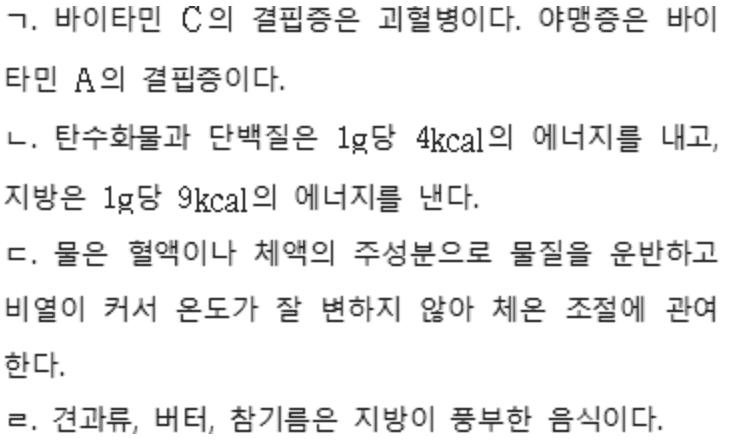 ㄱ. 바이타민 C의 결핍증은 괴혈병이다. 야맹증은 바이
타민 A의 결핍증이다.
ㄴ. 탄수화물과 단백질은 1g당 4kcal의 에너지를 내고,
지방은 1g당 9kcal의 에너지를 낸다.
ㄷ. 물은 혈액이나 체액의 주성분으로 물질을 운반하고
비열이 커서 온도가 잘 변하지 않아 체온 조절에 관여
한다.
ㄹ. 견과류, 버터, 참기름은 지방이 풍부한 음식이다.